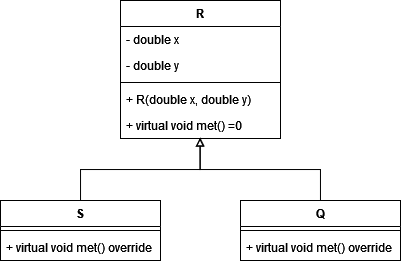 R
- double x
- double y
+ R(double x, double y)
+ virtual void met() =0
S
+ virtual void met() override
Q
+ virtual void met() override